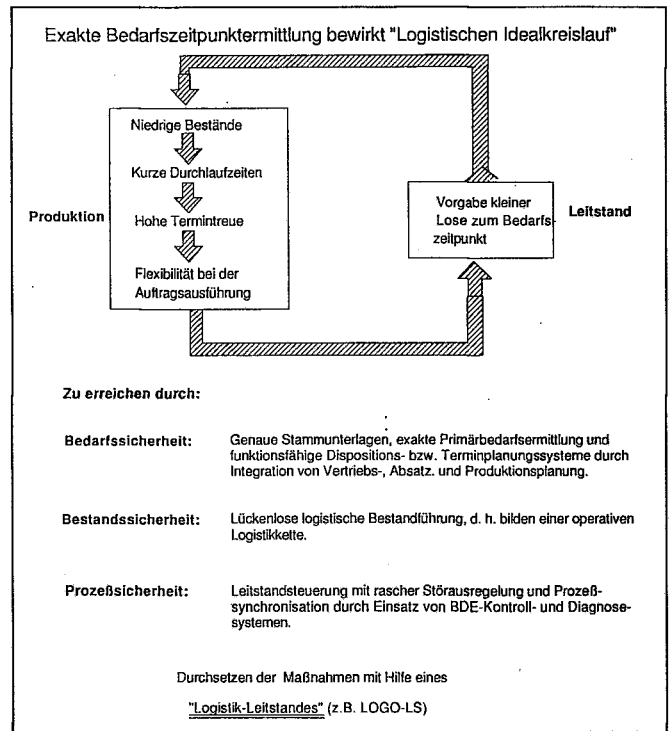 Exakte Bedarfszeitpunktermittlung bewirkt "Logistischen Idealkreislauf"
Niedrige Bestände
Kurze Durchlaufzeiten
Produktion
Hohe Termintreue
Flexibilität bei der
Auftragsausführung
Vorgabe kleiner
Lose zum Bedarfs-
zeitpunkt
Leitstand
Zu erreichen durch:
Bedarfssicherheit: Genaue Stammunterlagen, exakte Primärbedarfsermittlung und
funktionsfähige Dispositions- bzw. Terminplanungssysteme durch
Integration von Vertriebs-, Absatz. und Produktionsplanung.
Bestandssicherheit: Lückenlose logistische Bestandführung, d. h. bilden einer operativen
Logistikkette.
Prozeßsicherheit: Leitstandsteuerung mit rascher Störausregelung und Prozeß-
synchronisation durch Einsatz von BDE-Kontroll- und Diagnose-
systemen.
Durchsetzen der Maßnahmen mit Hilfe eines
"Logistik-Leitstandes" (z.B. LOGO-LS)